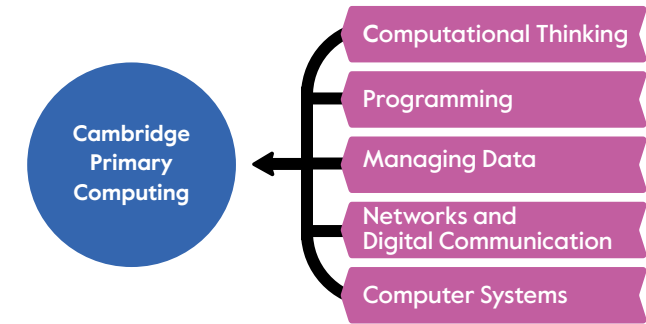 Cambridge
Primary
Computing
Computational Thinking
Programming
Managing Data
Networks and
Digital Communication
Computer Systems